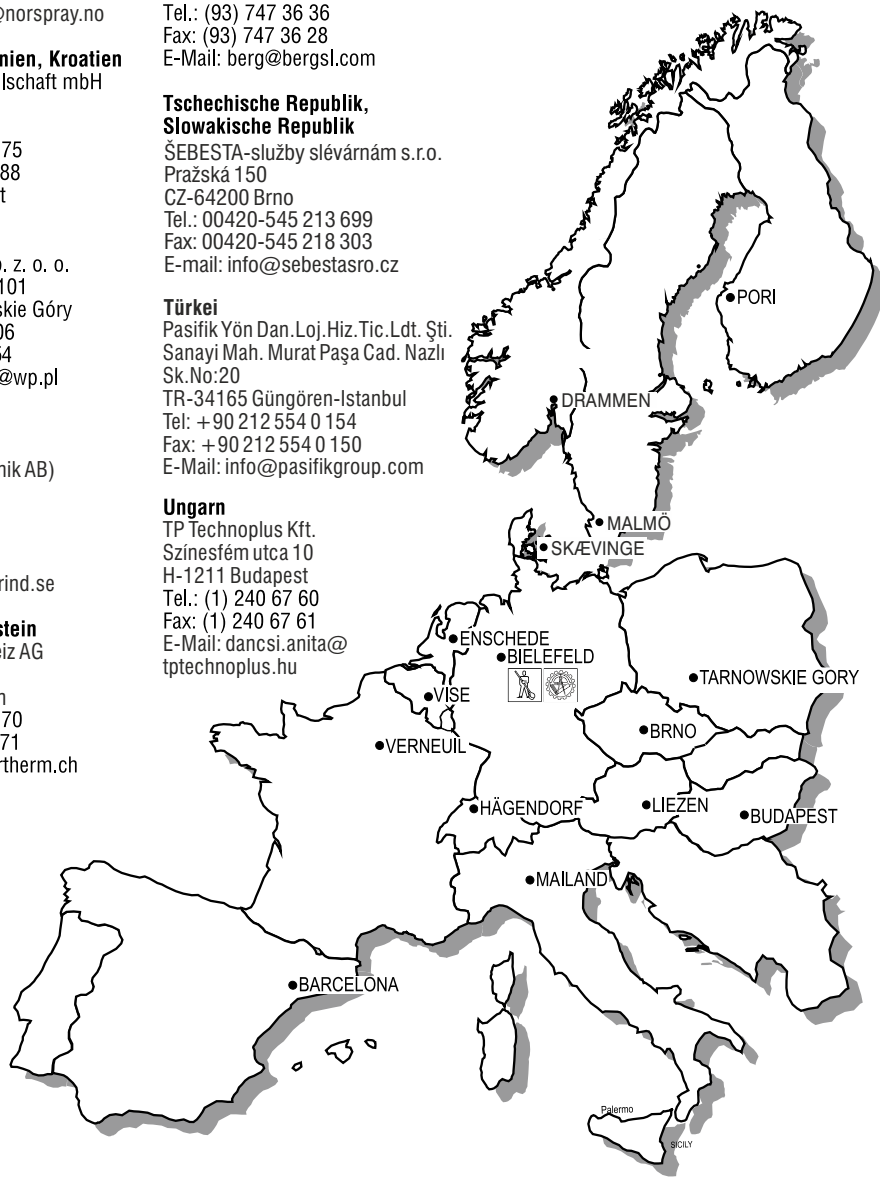 @norspray.no
nien, Kroatien
lschaft mbH
75
88
t
o. z. o. o.
101
skie Góry
06
54
@wp.pl
nik AB)
rind.se
stein
eiz AG
n
70
71
rtherm.ch
Tel.: (93) 747 36 36
Fax: (93) 747 36 28
E-Mail: berg@bergsl.com
Tschechische Republik,
Slowakische Republik
ŠEBESTA-služby slévárnám s.r.o.
Pražská 150
CZ-64200 Brno
Tel.: 00420-545 213 699
Fax: 00420-545 218 303
E-mail: info@sebestasro.cz
Türkei
Pasifik Yön Dan.Loj.Hiz.Tic.Ldt. Şti.
Sanayi Mah. Murat Paşa Cad. Nazlı
Sk.No:20
TR-34165 Güngören-Istanbul
Tel: +90 212 554 0 154
Fax: +90 212 554 0 150
E-Mail: info@pasifikgroup.com
Ungarn
TP Technoplus Kft.
Színesfém utca 10
H-1211 Budapest
Tel.: (1) 240 67 60
Fax: (1) 240 67 61
E-Mail: dancsi.anita@
tptechnoplus.hu
PORI
DRAMMEN
MALMÖ
SKÆVINGE
ENSCHEDE
BIELEFELD
TARNOWSKIE GORY
VISE
BRNO
VERNEUIL
HÄGENDORF
LIEZEN
BUDAPEST
MAILAND
BARCELONA
Palermo
SICILY